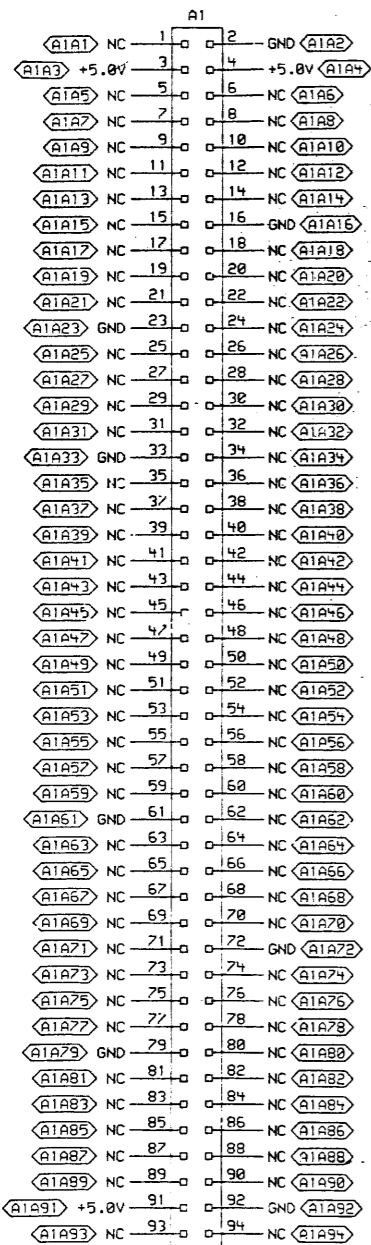 A1
A1A1 NC 1 2 GND A1A2
A1A3 +5.0V 3 4 +5.0V A1A4
A1A5 NC 5 6 NC A1A6
A1A7 NC 7 8 NC A1A8
A1A9 NC 9 10 NC A1A10
A1A11 NC 11 12 NC A1A12
A1A13 NC 13 14 NC A1A14
A1A15 NC 15 16 GND A1A16
A1A17 NC 17 18 NC A1A18
A1A19 NC 19 20 NC A1A20
A1A21 NC 21 22 NC A1A22
A1A23 GND 23 24 NC A1A24
A1A25 NC 25 26 NC A1A26
A1A27 NC 27 28 NC A1A28
A1A29 NC 29 30 NC A1A30
A1A31 NC 31 32 NC A1A32
A1A33 GND 33 34 NC A1A34
A1A35 NC 35 36 NC A1A36
A1A37 NC 37 38 NC A1A38
A1A39 NC 39 40 NC A1A40
A1A41 NC 41 42 NC A1A42
A1A43 NC 43 44 NC A1A44
A1A45 NC 45 46 NC A1A46
A1A47 NC 47 48 NC A1A48
A1A49 NC 49 50 NC A1A50
A1A51 NC 51 52 NC A1A52
A1A53 NC 53 54 NC A1A54
A1A55 NC 55 56 NC A1A56
A1A57 NC 57 58 NC A1A58
A1A59 NC 59 60 NC A1A60
A1A61 GND 61 62 NC A1A62
A1A63 NC 63 64 NC A1A64
A1A65 NC 65 66 NC A1A66
A1A67 NC 67 68 NC A1A68
A1A69 NC 69 70 NC A1A70
A1A71 NC 71 72 GND A1A72
A1A73 NC 73 74 NC A1A74
A1A75 NC 75 76 NC A1A76
A1A77 NC 77 78 NC A1A78
A1A79 GND 79 80 NC A1A80
A1A81 NC 81 82 NC A1A82
A1A83 NC 83 84 NC A1A84
A1A85 NC 85 86 NC A1A86
A1A87 NC 87 88 NC A1A88
A1A89 NC 89 90 NC A1A90
A1A91 +5.0V 91 92 GND A1A92
A1A93 NC 93 94 NC A1A94